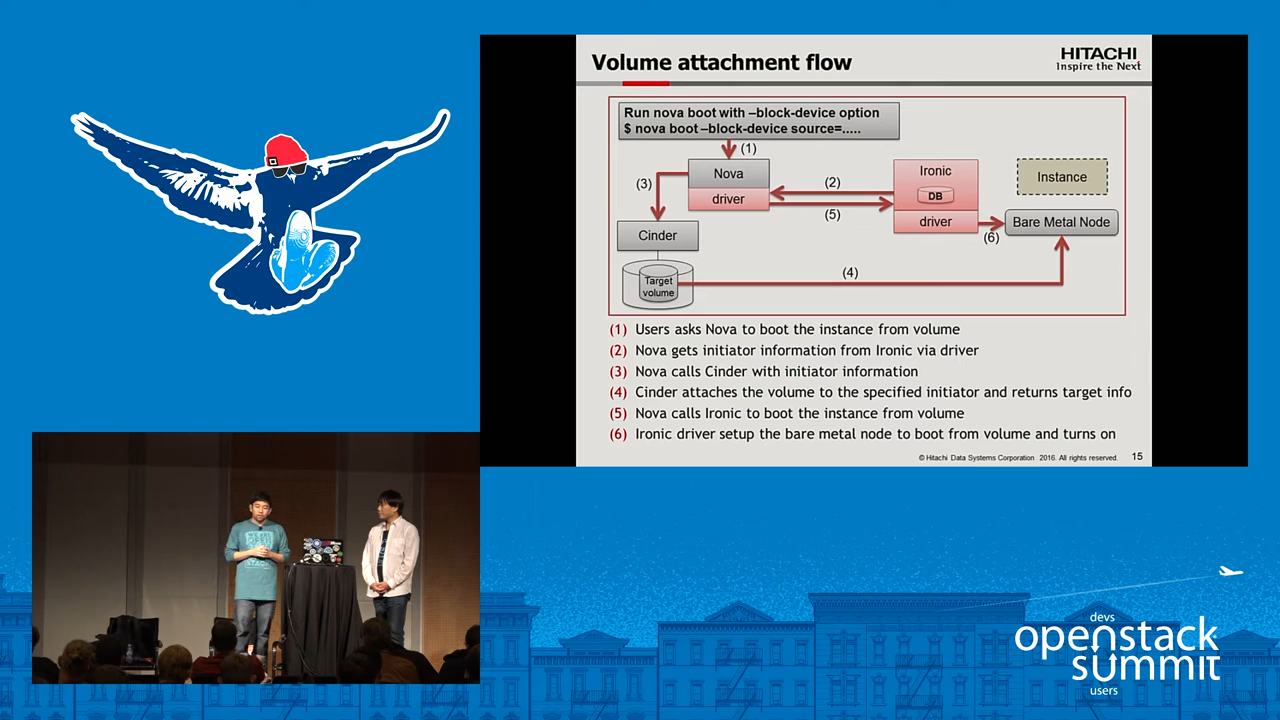 Volume attachment flow
HITACHI
Inspire the Next
Run nova boot with –block-device option
$ nova boot –block-device source=.....
(1)
Nova
driver
(2)
(5)
(3)
Ironic
DB
driver
(6)
Instance
Bare Metal Node
Cinder
Target
volume
(4)
(1) Users asks Nova to boot the instance from volume
(2) Nova gets initiator information from Ironic via driver
(3) Nova calls Cinder with initiator information
(4) Cinder attaches the volume to the specified initiator and returns target info
(5) Nova calls Ironic to boot the instance from volume
(6) Ironic driver setup the bare metal node to boot from volume and turns on
© Hitachi Data Systems Corporation 2016. All rights reserved.
15
devs
openstack
summit
users